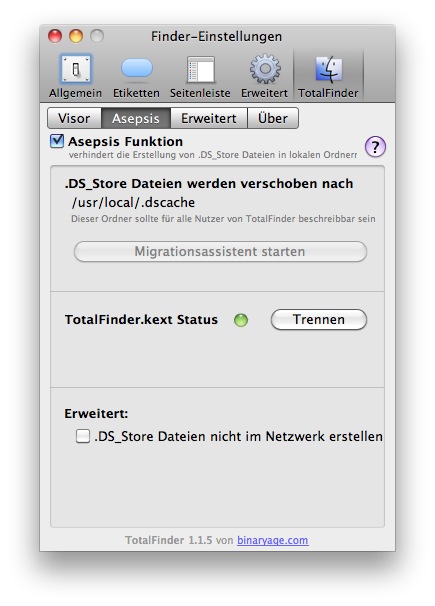 Finder-Einstellungen
Allgemein Etiketten Seitenleiste Erweitert TotalFinder
Visor Asepsis Erweitert Über
Asepsis Funktion
verhindert die Erstellung von .DS_Store Dateien in lokalen Ordnern
?
.DS_Store Dateien werden verschoben nach
/usr/local/.dscache
Dieser Ordner sollte für alle Nutzer von TotalFinder beschreibbar sein
Migrationsassistent starten
TotalFinder.kext Status Trennen
Erweitert:
.DS_Store Dateien nicht im Netzwerk erstellen
TotalFinder 1.1.5 von binaryage.com